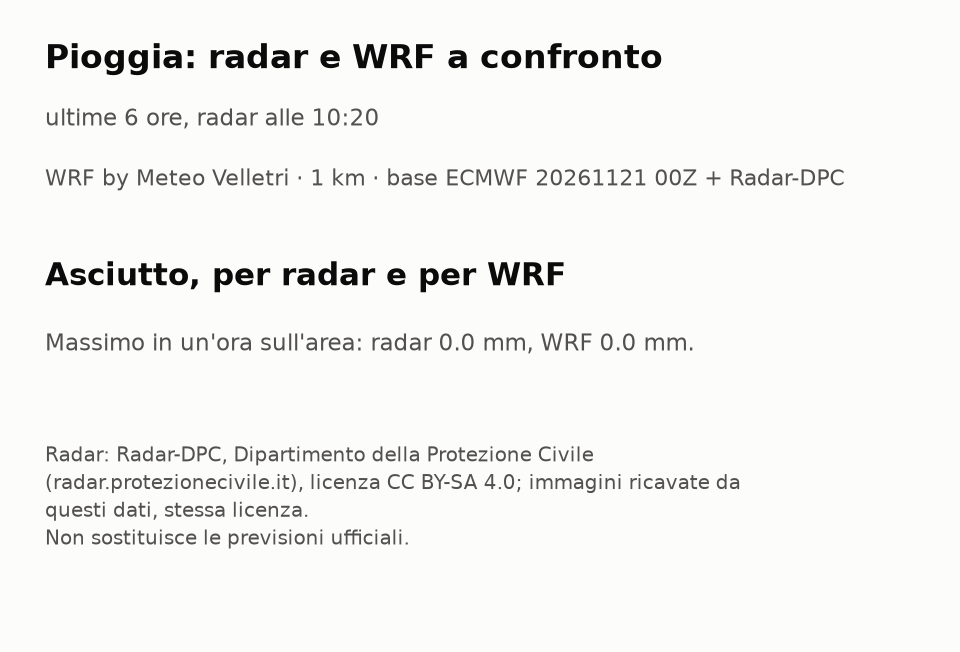 Pioggia: radar e WRF a confronto
ultime 6 ore, radar alle 10:20
WRF by Meteo Velletri · 1 km · base ECMWF 20261121 00Z + Radar-DPC
Asciutto, per radar e per WRF
Massimo in un'ora sull'area: radar 0.0 mm, WRF 0.0 mm.
Radar: Radar-DPC, Dipartimento della Protezione Civile
(radar.protezionecivile.it), licenza CC BY-SA 4.0; immagini ricavate da
questi dati, stessa licenza.
Non sostituisce le previsioni ufficiali.